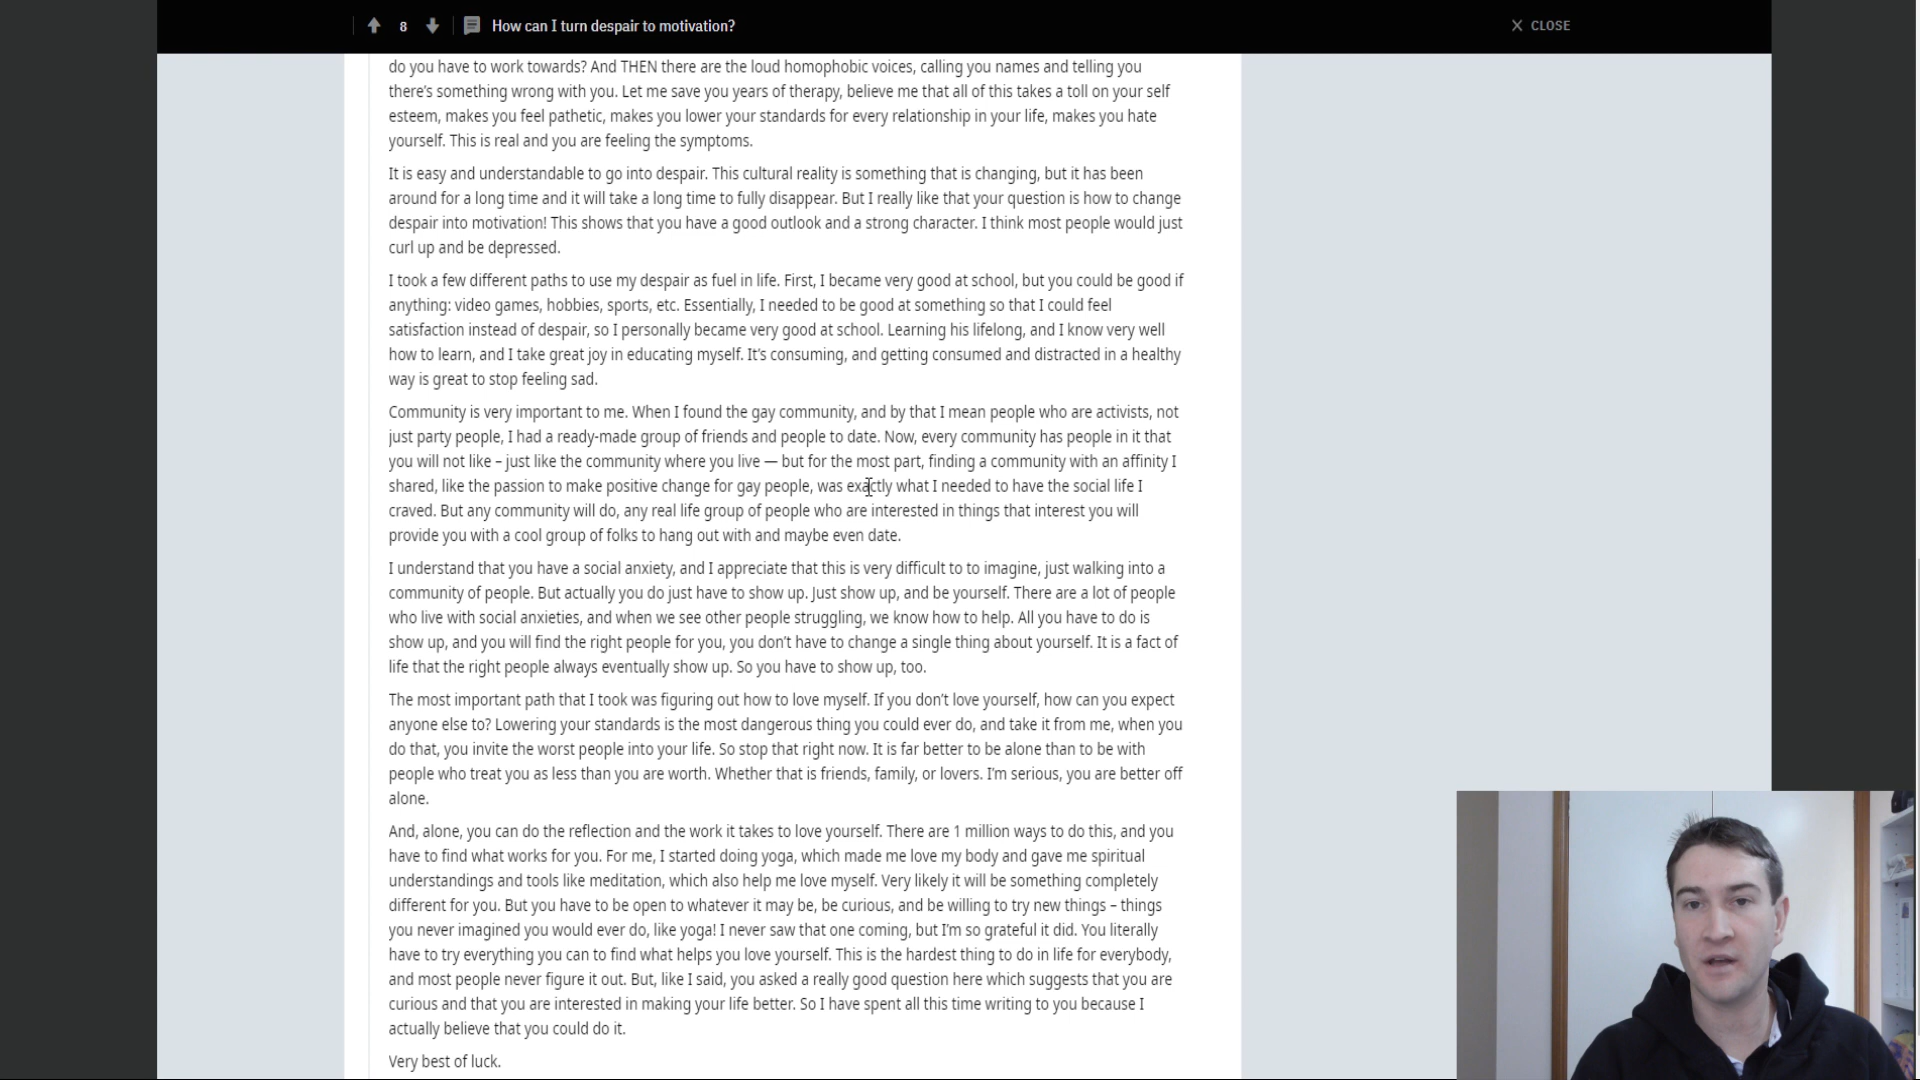 8
How can I turn despair to motivation?
CLOSE
do you have to work towards? And THEN there are the loud homophobic voices, calling you names and telling you
there's something wrong with you. Let me save you years of therapy, believe me that all of this takes a toll on your self
esteem, makes you feel pathetic, makes you lower your standards for every relationship in your life, makes you hate
yourself. This is real and you are feeling the symptoms.
It is easy and understandable to go into despair. This cultural reality is something that is changing, but it has been
around for a long time and it will take a long time to fully disappear. But I really like that your question is how to change
despair into motivation! This shows that you have a good outlook and a strong character. I think most people would just
curl up and be depressed.
I took a few different paths to use my despair as fuel in life. First, I became very good at school, but you could be good if
anything: video games, hobbies, sports, etc. Essentially, I needed to be good at something so that I could feel
satisfaction instead of despair, so I personally became very good at school. Learning his lifelong, and I know very well
how to learn, and I take great joy in educating myself. It's consuming, and getting consumed and distracted in a healthy
way is great to stop feeling sad.
Community is very important to me. When I found the gay community, and by that I mean people who are activists, not
just party people, I had a ready-made group of friends and people to date. Now, every community has people in it that
you will not like – just like the community where you live — but for the most part, finding a community with an affinity I
shared, like the passion to make positive change for gay people, was exactly what I needed to have the social life I
craved. But any community will do, any real life group of people who are interested in things that interest you will
provide you with a cool group of folks to hang out with and maybe even date.
I understand that you have a social anxiety, and I appreciate that this is very difficult to to imagine, just walking into a
community of people. But actually you do just have to show up. Just show up, and be yourself. There are a lot of people
who live with social anxieties, and when we see other people struggling, we know how to help. All you have to do is
show up, and you will find the right people for you, you don't have to change a single thing about yourself. It is a fact of
life that the right people always eventually show up. So you have to show up, too.
The most important path that I took was figuring out how to love myself. If you don't love yourself, how can you expect
anyone else to? Lowering your standards is the most dangerous thing you could ever do, and take it from me, when you
do that, you invite the worst people into your life. So stop that right now. It is far better to be alone than to be with
people who treat you as less than you are worth. Whether that is friends, family, or lovers. I'm serious, you are better off
alone.
And, alone, you can do the reflection and the work it takes to love yourself. There are 1 million ways to do this, and you
have to find what works for you. For me, I started doing yoga, which made me love my body and gave me spiritual
understandings and tools like meditation, which also help me love myself. Very likely it will be something completely
different for you. But you have to be open to whatever it may be, be curious, and be willing to try new things – things
you never imagined you would ever do, like yoga! I never saw that one coming, but I'm so grateful it did. You literally
have to try everything you can to find what helps you love yourself. This is the hardest thing to do in life for everybody,
and most people never figure it out. But, like I said, you asked a really good question here which suggests that you are
curious and that you are interested in making your life better. So I have spent all this time writing to you because I
actually believe that you could do it.
Very best of luck.